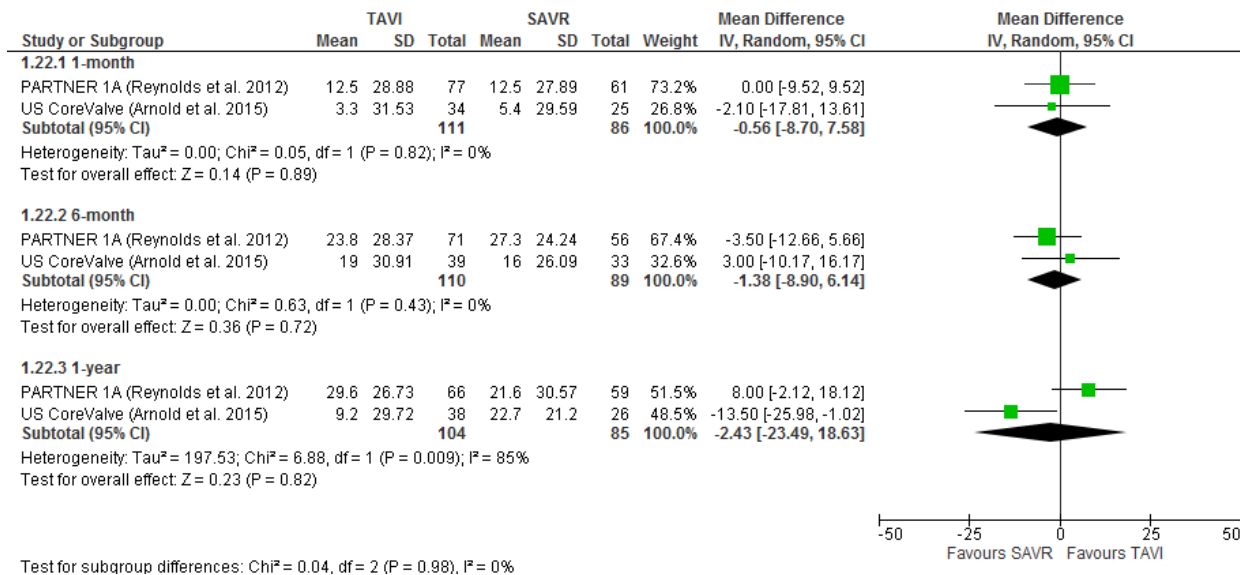 TAVI SAVR Mean Difference Mean Difference
Study or Subgroup Mean SD Total Mean SD Total Weight IV, Random, 95% CI IV, Random, 95% CI
1.22.1 1-month
PARTNER 1A (Reynolds et al. 2012) 12.5 28.88 77 12.5 27.89 61 73.2% 0.00 [-9.52, 9.52]
US CoreValve (Arnold et al. 2015) 3.3 31.53 34 5.4 29.59 25 26.8% -2.10 [-17.81, 13.61]
Subtotal (95% CI) 111 86 100.0% -0.56 [-8.70, 7.58]
Heterogeneity: Tau² = 0.00; Chi² = 0.05, df = 1 (P = 0.82); I² = 0%
Test for overall effect: Z = 0.14 (P = 0.89)
1.22.2 6-month
PARTNER 1A (Reynolds et al. 2012) 23.8 28.37 71 27.3 24.24 56 67.4% -3.50 [-12.66, 5.66]
US CoreValve (Arnold et al. 2015) 19 30.91 39 16 26.09 33 32.6% 3.00 [-10.17, 16.17]
Subtotal (95% CI) 110 89 100.0% -1.38 [-8.90, 6.14]
Heterogeneity: Tau² = 0.00; Chi² = 0.63, df = 1 (P = 0.43); I² = 0%
Test for overall effect: Z = 0.36 (P = 0.72)
1.22.3 1-year
PARTNER 1A (Reynolds et al. 2012) 29.6 26.73 66 21.6 30.57 59 51.5% 8.00 [-2.12, 18.12]
US CoreValve (Arnold et al. 2015) 9.2 29.72 38 22.7 21.2 26 48.5% -13.50 [-25.98, -1.02]
Subtotal (95% CI) 104 85 100.0% -2.43 [-23.49, 18.63]
Heterogeneity: Tau² = 197.53; Chi² = 6.88, df = 1 (P = 0.009); I² = 85%
Test for overall effect: Z = 0.23 (P = 0.82)
-50 -25 0 25 50
Favours SAVR Favours TAVI
Test for subgroup differences: Chi² = 0.04, df = 2 (P = 0.98), I² = 0%